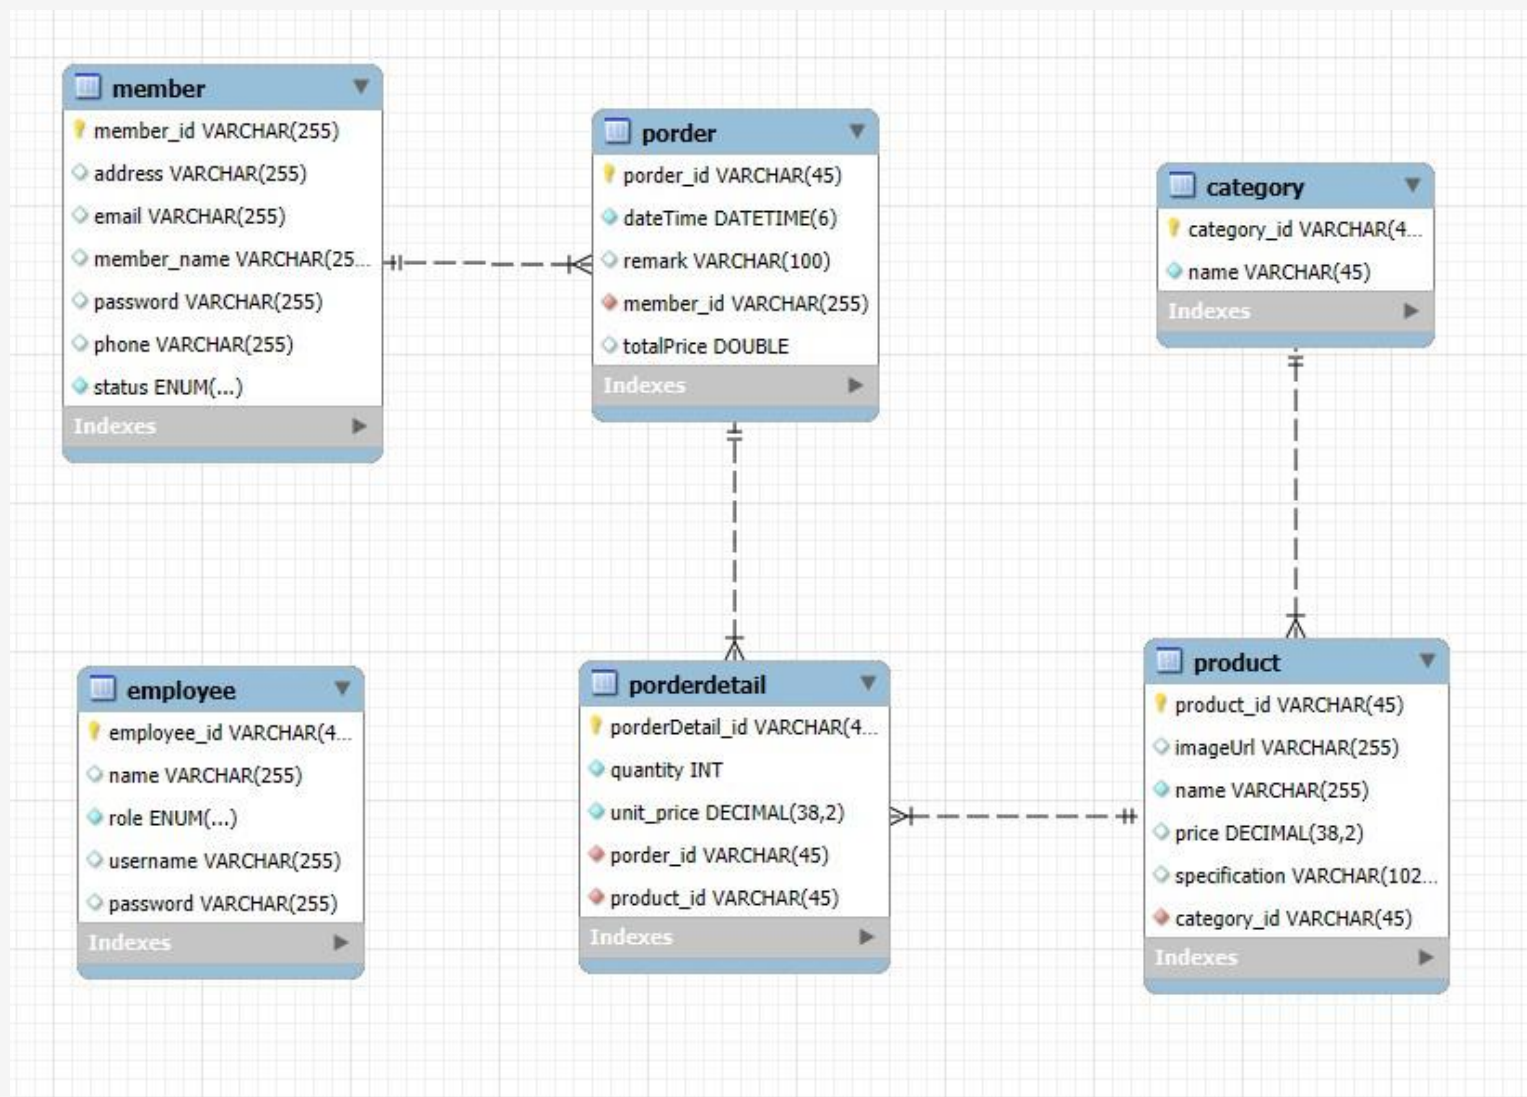 member
member_id VARCHAR(255)
address VARCHAR(255)
email VARCHAR(255)
member_name VARCHAR(25...
password VARCHAR(255)
phone VARCHAR(255)
status ENUM(...)
Indexes
porder
porder_id VARCHAR(45)
dateTime DATETIME(6)
remark VARCHAR(100)
member_id VARCHAR(255)
totalPrice DOUBLE
Indexes
category
category_id VARCHAR(4...
name VARCHAR(45)
Indexes
employee
employee_id VARCHAR(4...
name VARCHAR(255)
role ENUM(...)
username VARCHAR(255)
password VARCHAR(255)
Indexes
porderdetail
porderDetail_id VARCHAR(4...
quantity INT
unit_price DECIMAL(38,2)
porder_id VARCHAR(45)
product_id VARCHAR(45)
Indexes
product
product_id VARCHAR(45)
imageUrl VARCHAR(255)
name VARCHAR(255)
price DECIMAL(38,2)
specification VARCHAR(102...
category_id VARCHAR(45)
Indexes